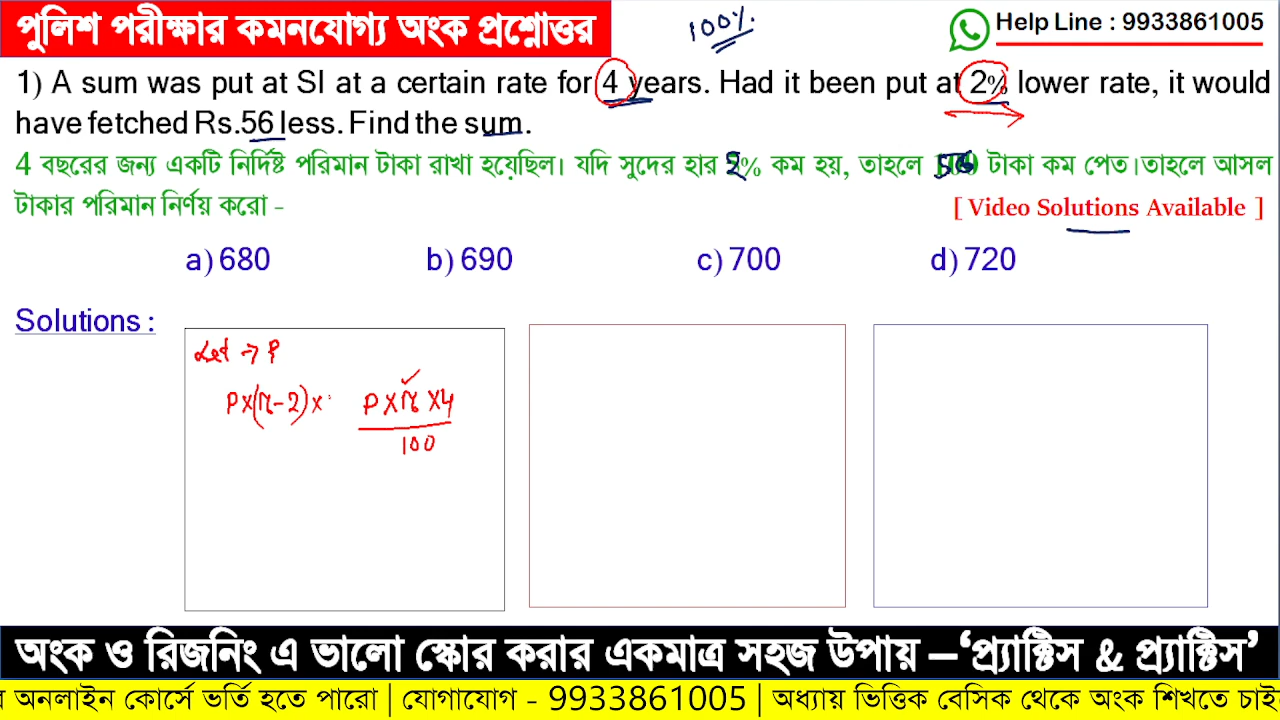 পুলিশ পরীক্ষার কমনযোগ্য অংক প্রশ্নোত্তর
100%.
Help Line : 9933861005
1) A sum was put at SI at a certain rate for 4 years. Had it been put at 2% lower rate, it would
have fetched Rs.56 less. Find the sum.
4 বছরের জন্য একটি নির্দিষ্ট পরিমান টাকা রাখা হয়েছিল। যদি সুদের হার 2% কম হয়, তাহলে 56 টাকা কম পেত।তাহলে আসল
টাকার পরিমান নির্ণয় করো -
[ Video Solutions Available ]
a) 680 b) 690 c) 700 d) 720
Solutions :
Let → P
P×(r-2)× P×r×4
100
অংক ও রিজনিং এ ভালো স্কোর করার একমাত্র সহজ উপায় –‘প্র্যাক্টিস & প্র্যাক্টিস’
র অনলাইন কোর্সে ভর্তি হতে পারো | যোগাযোগ - 9933861005 | অধ্যায় ভিত্তিক বেসিক থেকে অংক শিখতে চাই